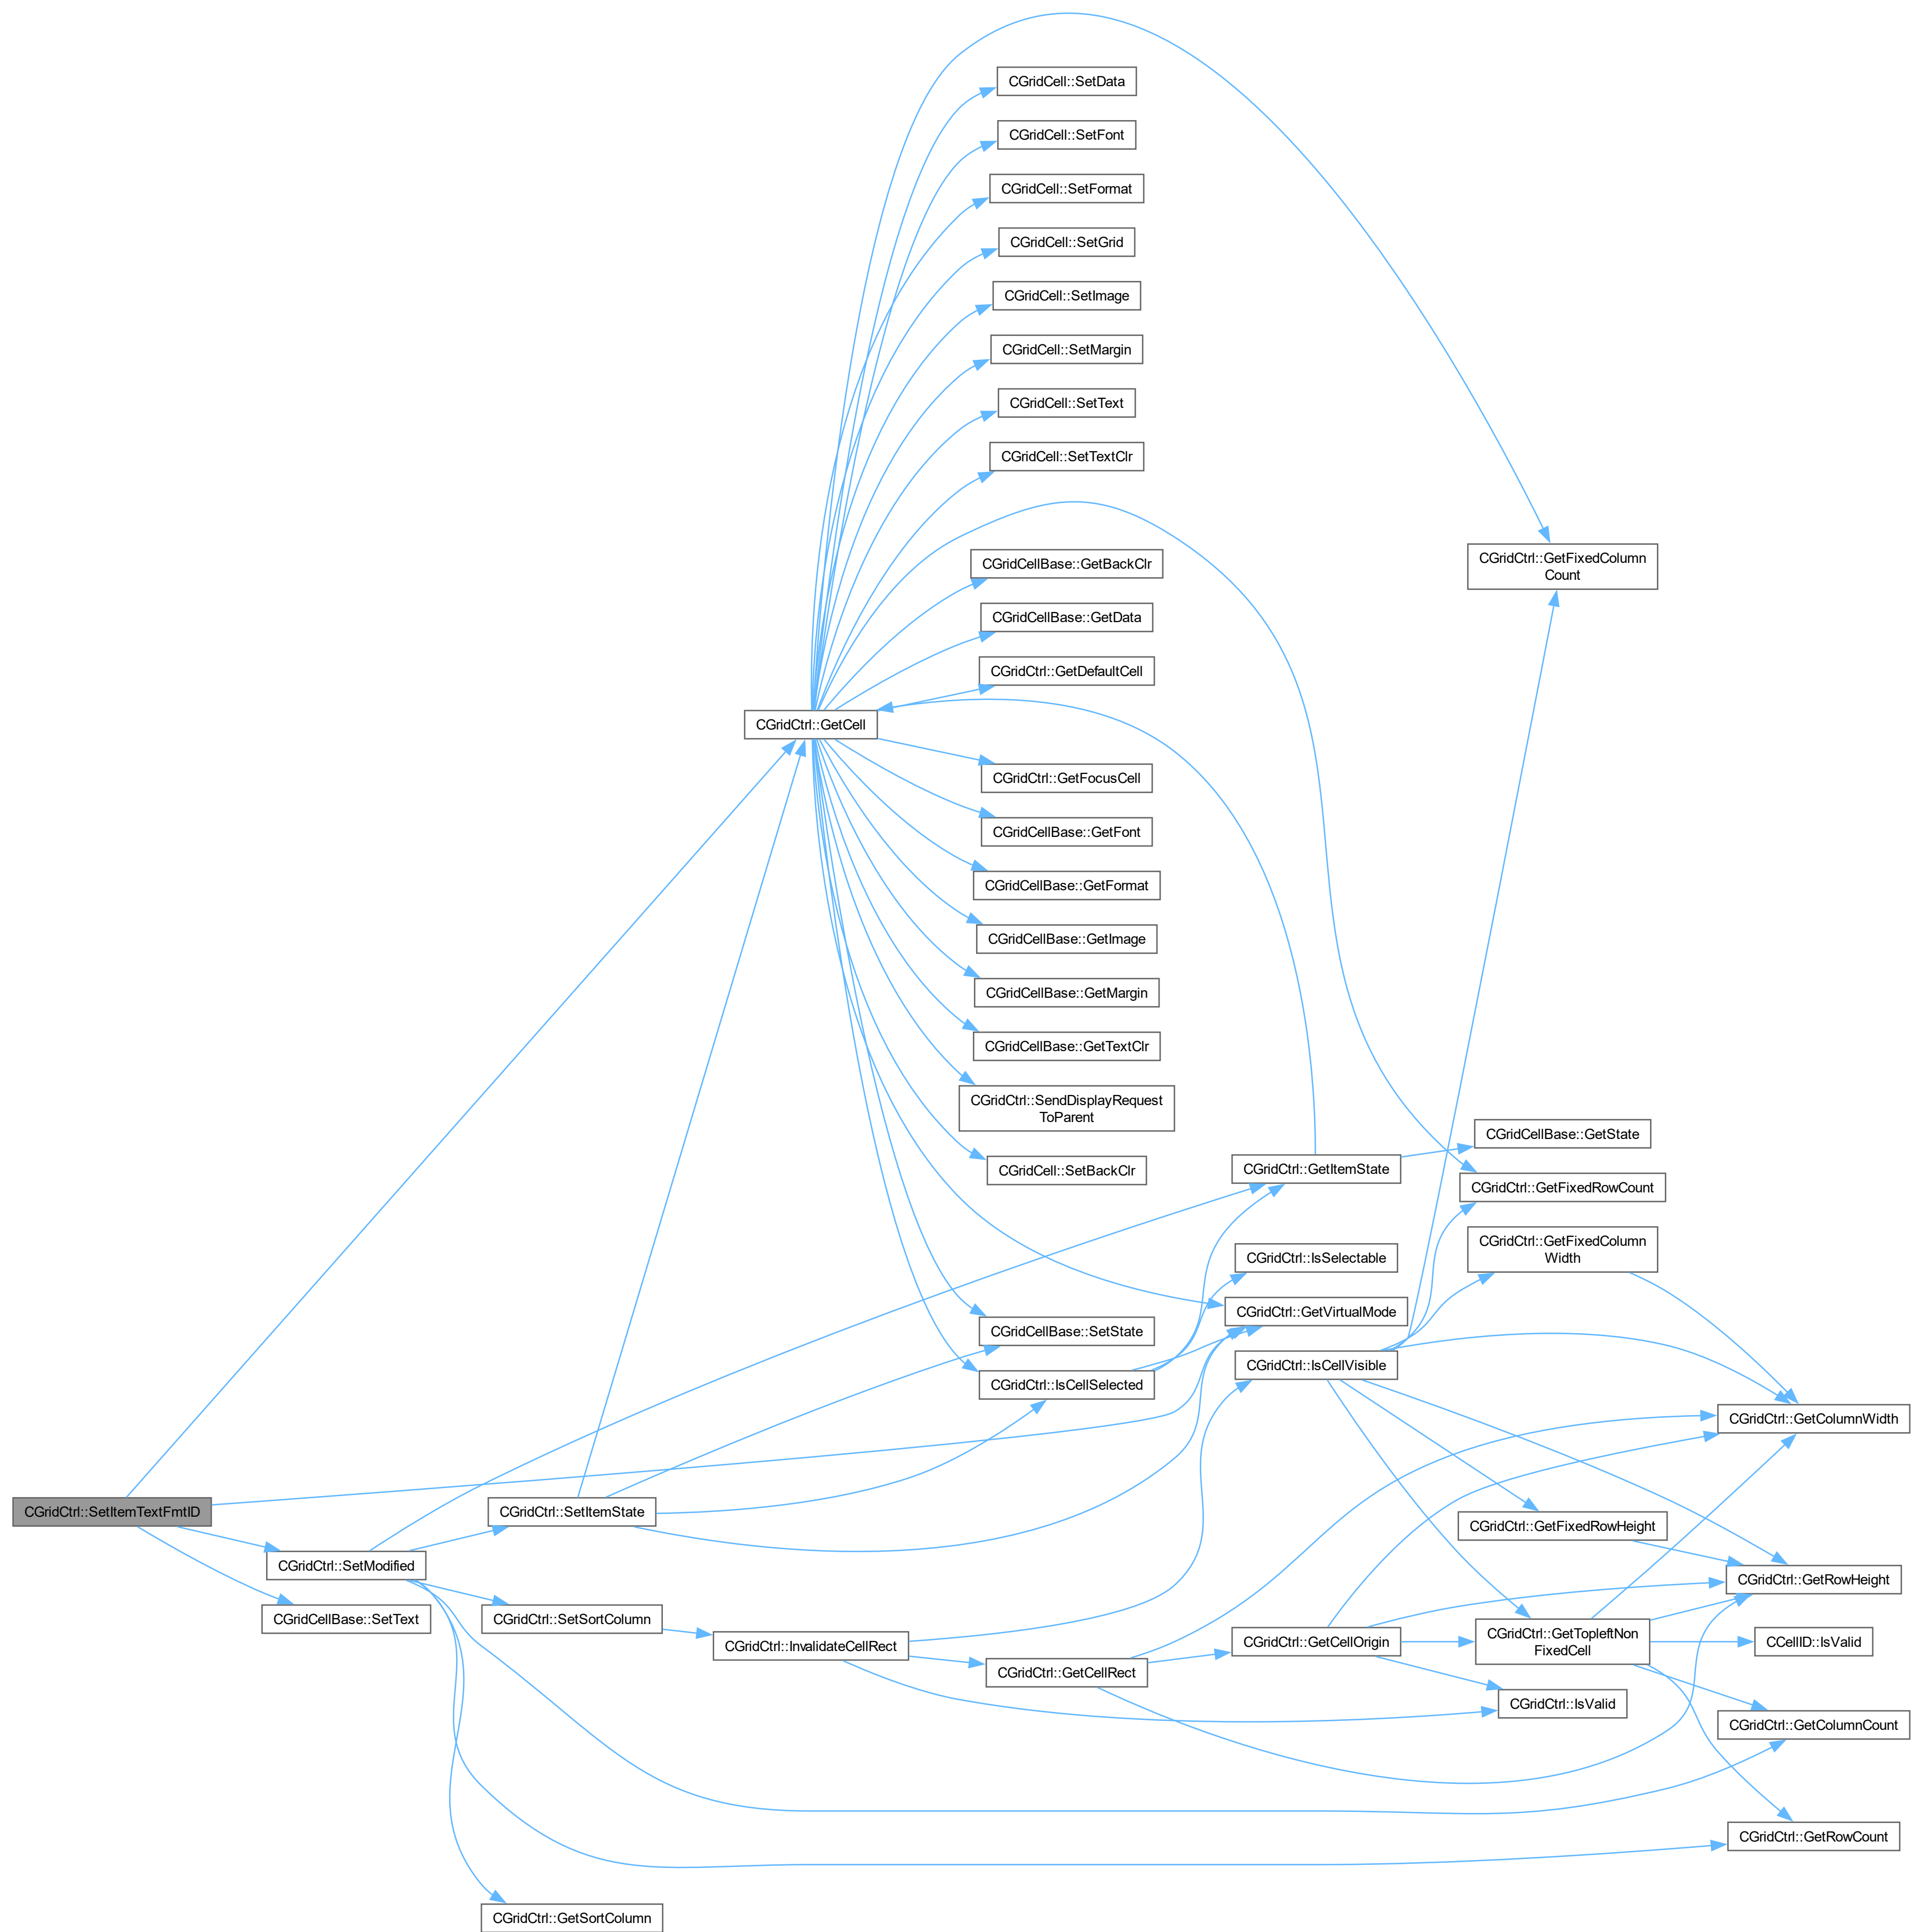 CGridCell::SetData
CGridCell::SetFont
CGridCell::SetFormat
CGridCell::SetGrid
CGridCell::SetImage
CGridCell::SetMargin
CGridCell::SetText
CGridCell::SetTextClr
CGridCtrl::GetFixedColumn
Count
CGridCellBase::GetBackClr
CGridCellBase::GetData
CGridCtrl::GetDefaultCell
CGridCtrl::GetCell
CGridCtrl::GetFocusCell
CGridCellBase::GetFont
CGridCellBase::GetFormat
CGridCellBase::GetImage
CGridCellBase::GetMargin
CGridCellBase::GetTextClr
CGridCtrl::SendDisplayRequest
ToParent
CGridCellBase::GetState
CGridCell::SetBackClr
CGridCtrl::GetItemState
CGridCtrl::GetFixedRowCount
CGridCtrl::GetFixedColumn
Width
CGridCtrl::IsSelectable
CGridCtrl::GetVirtualMode
CGridCellBase::SetState
CGridCtrl::IsCellVisible
CGridCtrl::IsCellSelected
CGridCtrl::GetColumnWidth
CGridCtrl::SetItemTextFmtID
CGridCtrl::SetItemState
CGridCtrl::GetFixedRowHeight
CGridCtrl::SetModified
CGridCtrl::GetRowHeight
CGridCellBase::SetText
CGridCtrl::SetSortColumn
CGridCtrl::InvalidateCellRect
CGridCtrl::GetCellOrigin
CGridCtrl::GetTopleftNon
FixedCell
CCellID::IsValid
CGridCtrl::GetCellRect
CGridCtrl::IsValid
CGridCtrl::GetColumnCount
CGridCtrl::GetRowCount
CGridCtrl::GetSortColumn